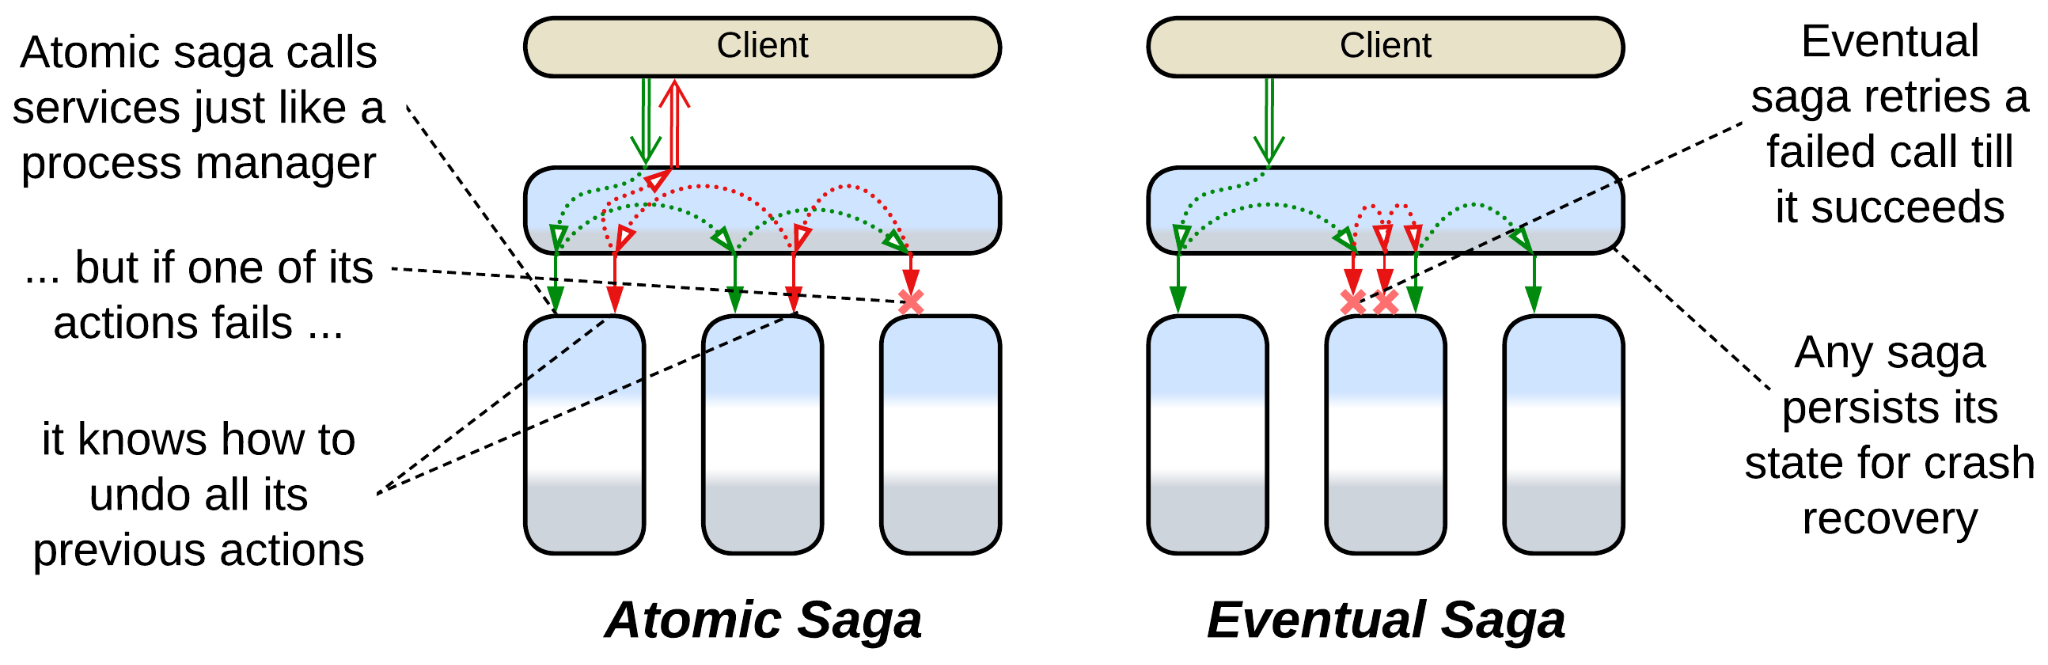 Atomic saga calls
services just like a
process manager
... but if one of its
actions fails ...
it knows how to
undo all its
previous actions
Client
Atomic Saga
Client
Eventual Saga
Eventual
saga retries a
failed call till
it succeeds
Any saga
persists its
state for crash
recovery